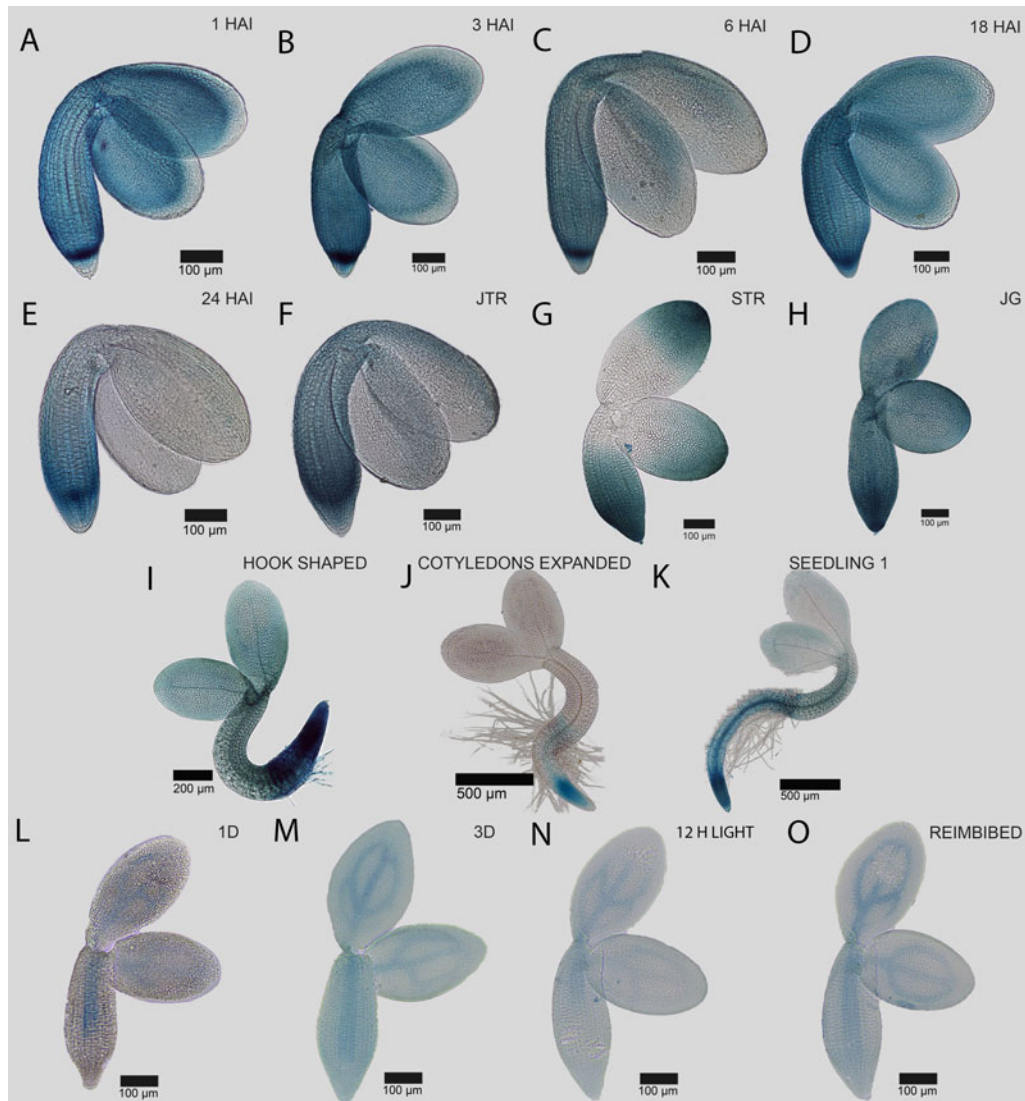 A 1 HAI
B 3 HAI
C 6 HAI
D 18 HAI
100 µm
100 µm
100 µm
100 µm
E 24 HAI
F JTR
G STR
H JG
100 µm
100 µm
100 µm
100 µm
I HOOK SHAPED
J COTYLEDONS EXPANDED
K SEEDLING 1
200 µm
500 µm
500 µm
L 1D
M 3D
N 12 H LIGHT
O REIMBIBED
100 µm
100 µm
100 µm
100 µm